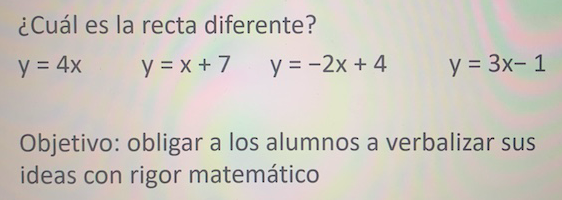 ¿Cuál es la recta diferente?
y = 4x y = x + 7 y = −2x + 4 y = 3x− 1
Objetivo: obligar a los alumnos a verbalizar sus
ideas con rigor matemático